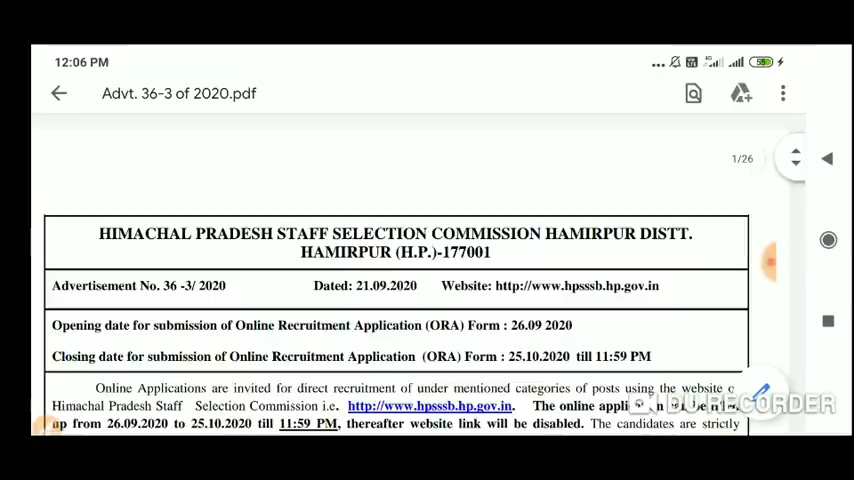 12:06 PM
... 4G 55
Advt. 36-3 of 2020.pdf
1/26
HIMACHAL PRADESH STAFF SELECTION COMMISSION HAMIRPUR DISTT.
HAMIRPUR (H.P.)-177001
Advertisement No. 36 -3/ 2020 Dated: 21.09.2020 Website: http://www.hpsssb.hp.gov.in
Opening date for submission of Online Recruitment Application (ORA) Form : 26.09 2020
Closing date for submission of Online Recruitment Application (ORA) Form : 25.10.2020 till 11:59 PM
Online Applications are invited for direct recruitment of under mentioned categories of posts using the website
Himachal Pradesh Staff Selection Commission i.e. http://www.hpsssb.hp.gov.in. The online
up from 26.09.2020 to 25.10.2020 till 11:59 PM, thereafter website link will be disabled. The candidates are strictly
DU RECORDER